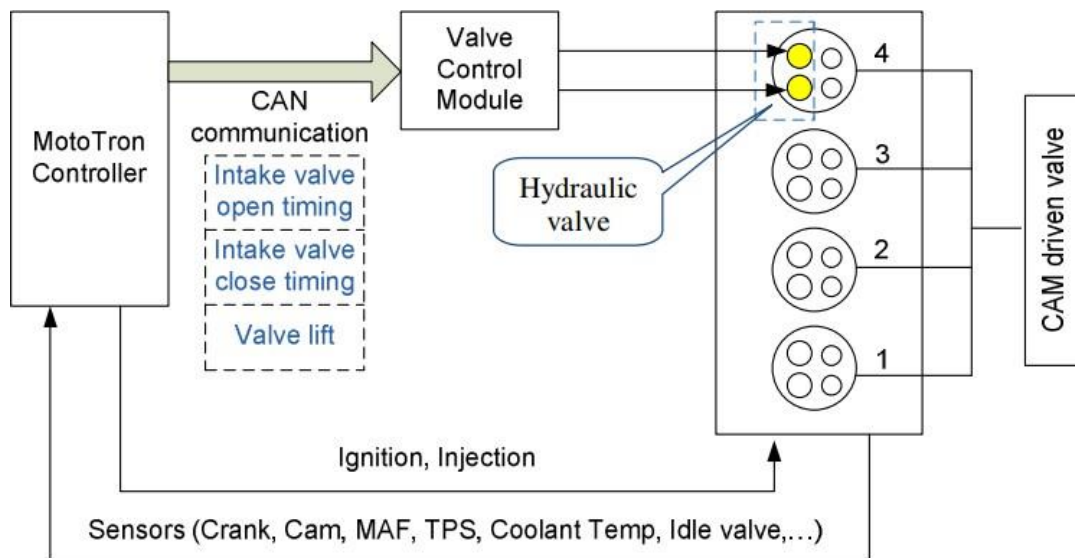 MotoTron
Controller
CAN
communication
Intake valve
open timing
Intake valve
close timing
Valve lift
Valve
Control
Module
Hydraulic
valve
4
3
2
1
CAM driven valve
Ignition, Injection
Sensors (Crank, Cam, MAF, TPS, Coolant Temp, Idle valve,...)